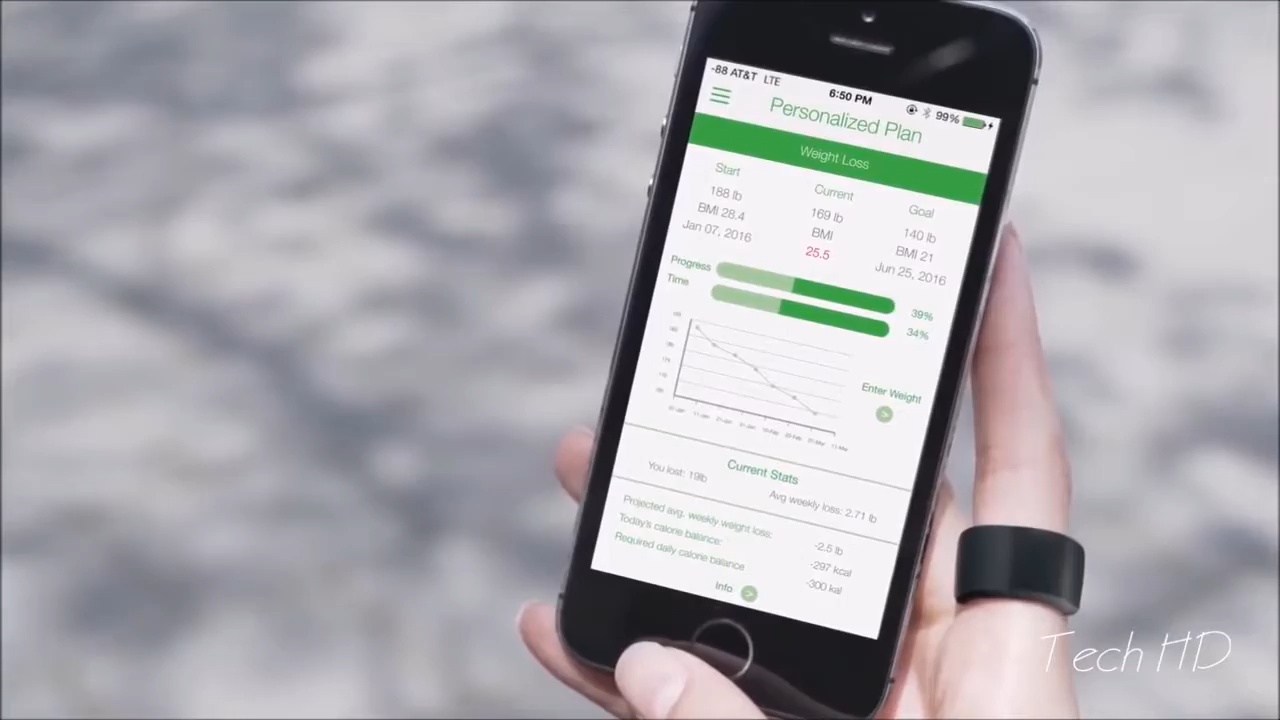 -88 AT&T LTE 6:50 PM 99%
Personalized Plan
Weight Loss
Start Current Goal
188 lb 169 lb 140 lb
BMI 28.4 BMI BMI 21
Jan 07, 2016 25.5 Jun 25, 2016
Progress 39%
Time 34%
Enter Weight
Current Stats
You lost: 19lb Avg weekly loss: 2.71 lb
Projected avg. weekly weight loss: -2.5 lb
Today's calorie balance: -297 kcal
Required daily calorie balance -300 kal
Info
Tech HD